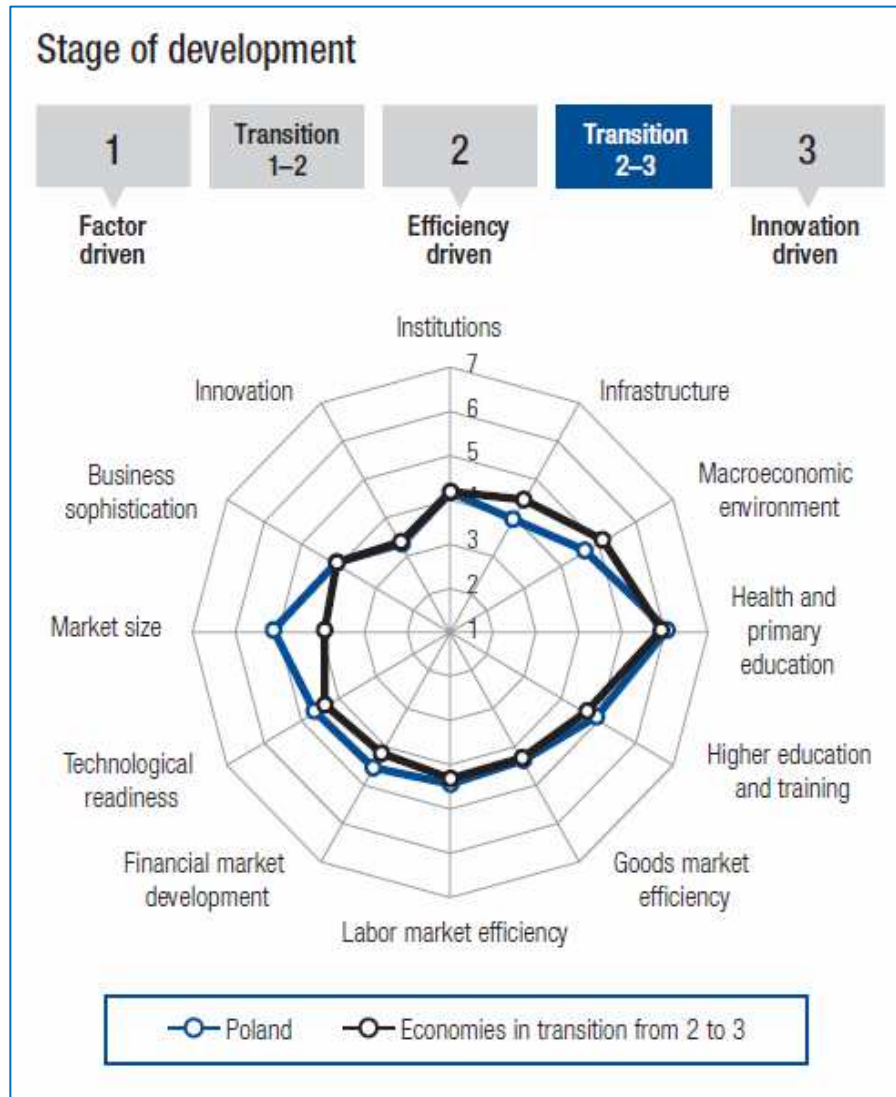 Stage of development
1
Transition
1–2
2
Transition
2–3
3
Factor
driven
Efficiency
driven
Innovation
driven
Institutions
7
Innovation
Infrastructure
6
Business
sophistication
5
Macroeconomic
environment
4
3
Market size
2
1
Health and
primary
education
Technological
readiness
Higher education
and training
Financial market
development
Goods market
efficiency
Labor market efficiency
Poland
Economies in transition from 2 to 3